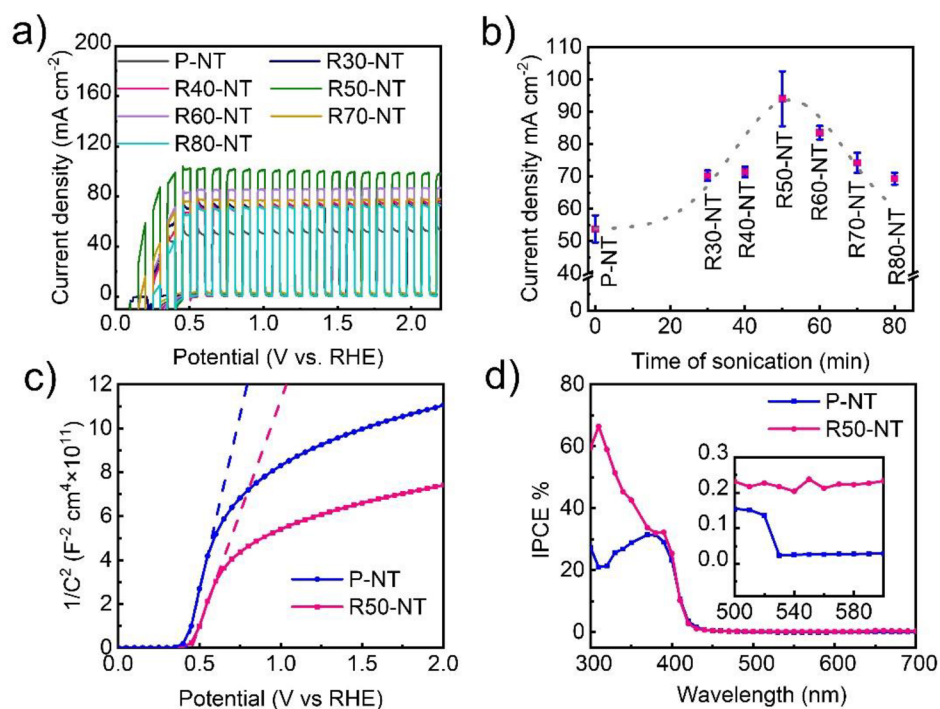 a)
Current density (mA cm-2)
200
160
120
80
40
0
P-NT R30-NT
R40-NT R50-NT
R60-NT R70-NT
R80-NT
0.0 0.5 1.0 1.5 2.0
Potential (V vs. RHE)
b)
Current density mA cm-2
110
100
90
80
70
60
50
40
0
P-NT
R30-NT
R40-NT
R50-NT
R60-NT
R70-NT
R80-NT
0 20 40 60 80
Time of sonication (min)
c)
1/C2 (F-2 cm4×1011)
12
10
8
6
4
2
0
P-NT
R50-NT
0.0 0.5 1.0 1.5 2.0
Potential (V vs RHE)
d)
IPCE %
80
60
40
20
0
P-NT
R50-NT
0.3
0.2
0.1
0.0
500 540 580
300 400 500 600 700
Wavelength (nm)